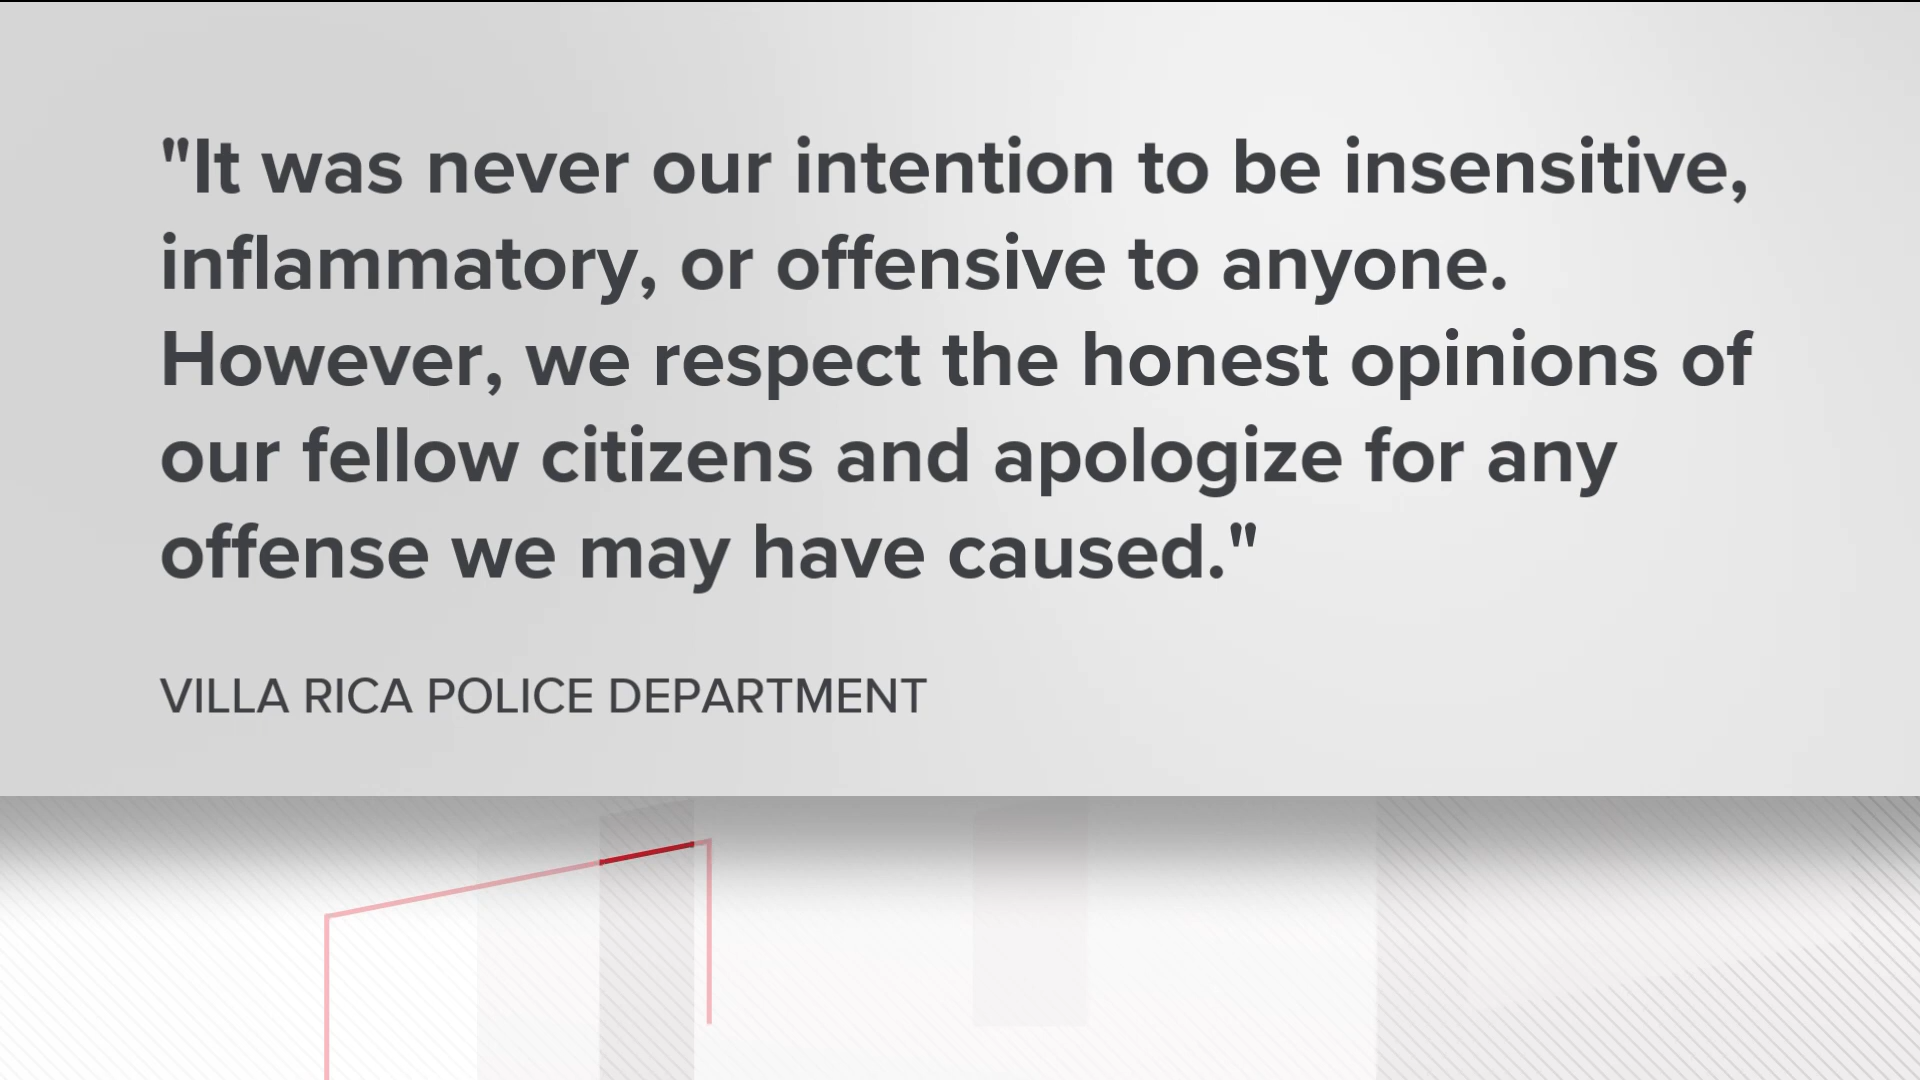 "It was never our intention to be insensitive,
inflammatory, or offensive to anyone.
However, we respect the honest opinions of
our fellow citizens and apologize for any
offense we may have caused."
VILLA RICA POLICE DEPARTMENT